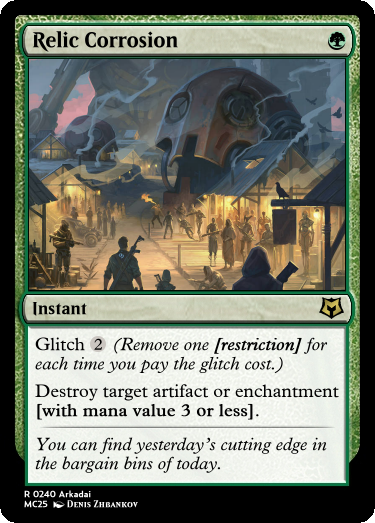 Relic Corrosion
Instant
Glitch 2 (Remove one [restriction] for
each time you pay the glitch cost.)
Destroy target artifact or enchantment
[with mana value 3 or less].
You can find yesterday's cutting edge in
the bargain bins of today.
R 0240 Arkadai
MC25 Denis Zhbankov